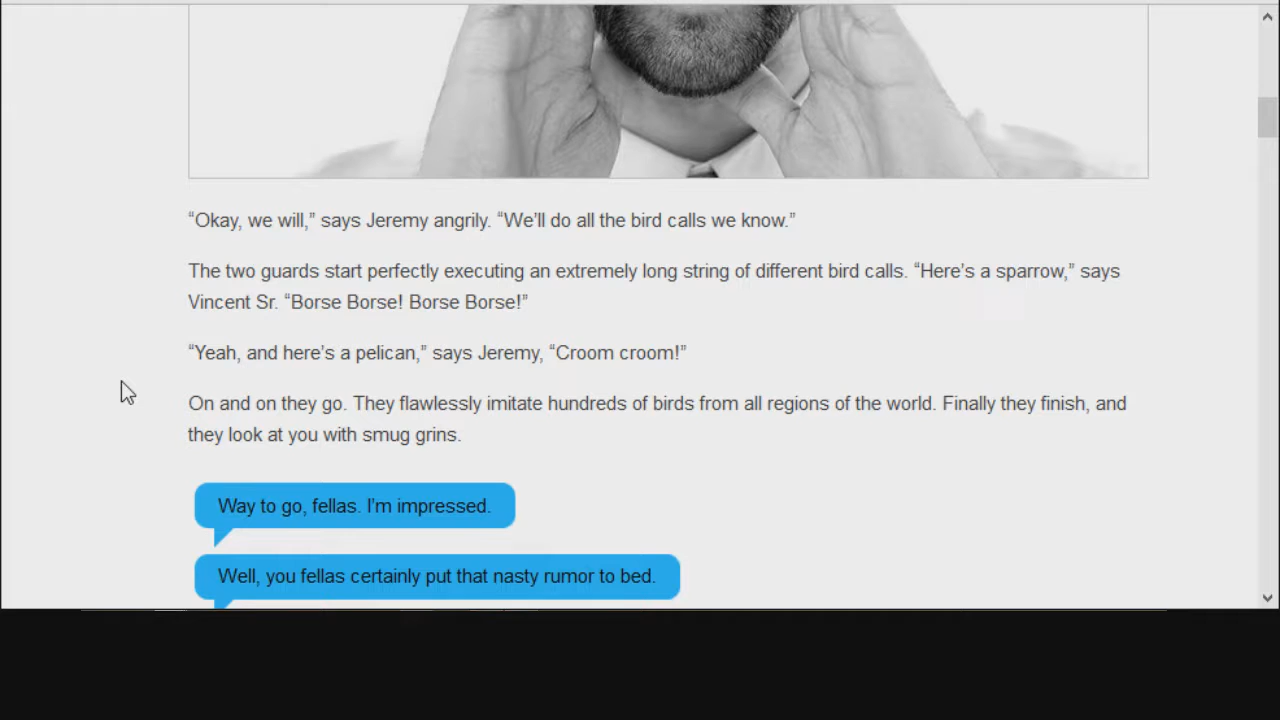 “Okay, we will,” says Jeremy angrily. “We’ll do all the bird calls we know.”
The two guards start perfectly executing an extremely long string of different bird calls. “Here’s a sparrow,” says
Vincent Sr. “Borse Borse! Borse Borse!”
“Yeah, and here’s a pelican,” says Jeremy, “Croom croom!”
On and on they go. They flawlessly imitate hundreds of birds from all regions of the world. Finally they finish, and
they look at you with smug grins.
Way to go, fellas. I’m impressed.
Well, you fellas certainly put that nasty rumor to bed.